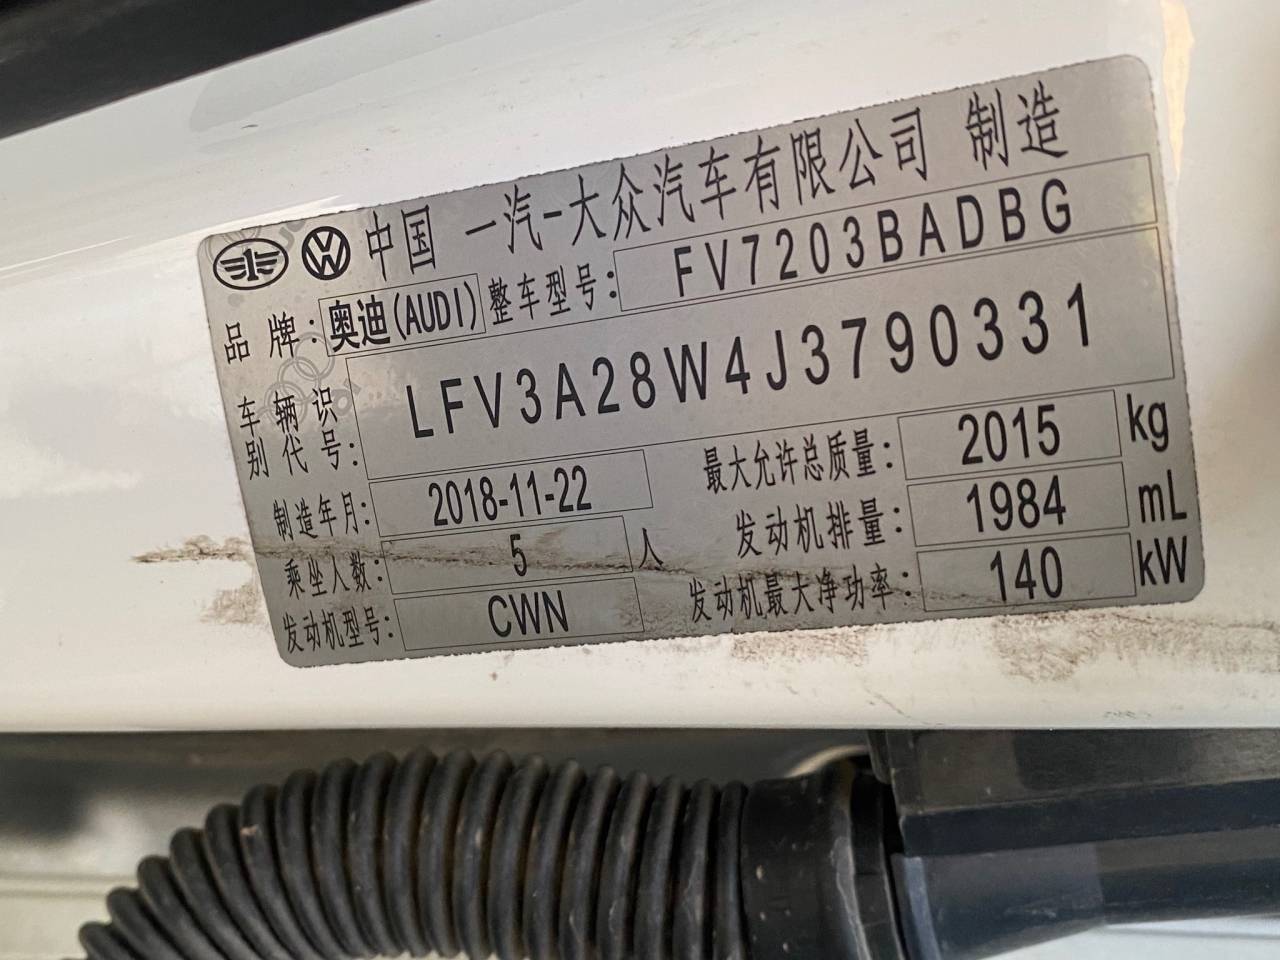 中国 一汽-大众汽车有限公司 制造
品牌: 奥迪(AUDI) 整车型号: FV7203BADBG
车辆识别代号: LFV3A28W4J3790331
制造年月: 2018-11-22 最大允许总质量: 2015 kg
乘坐人数: 5 人 发动机排量: 1984 mL
发动机型号: CWN 发动机最大净功率: 140 kW